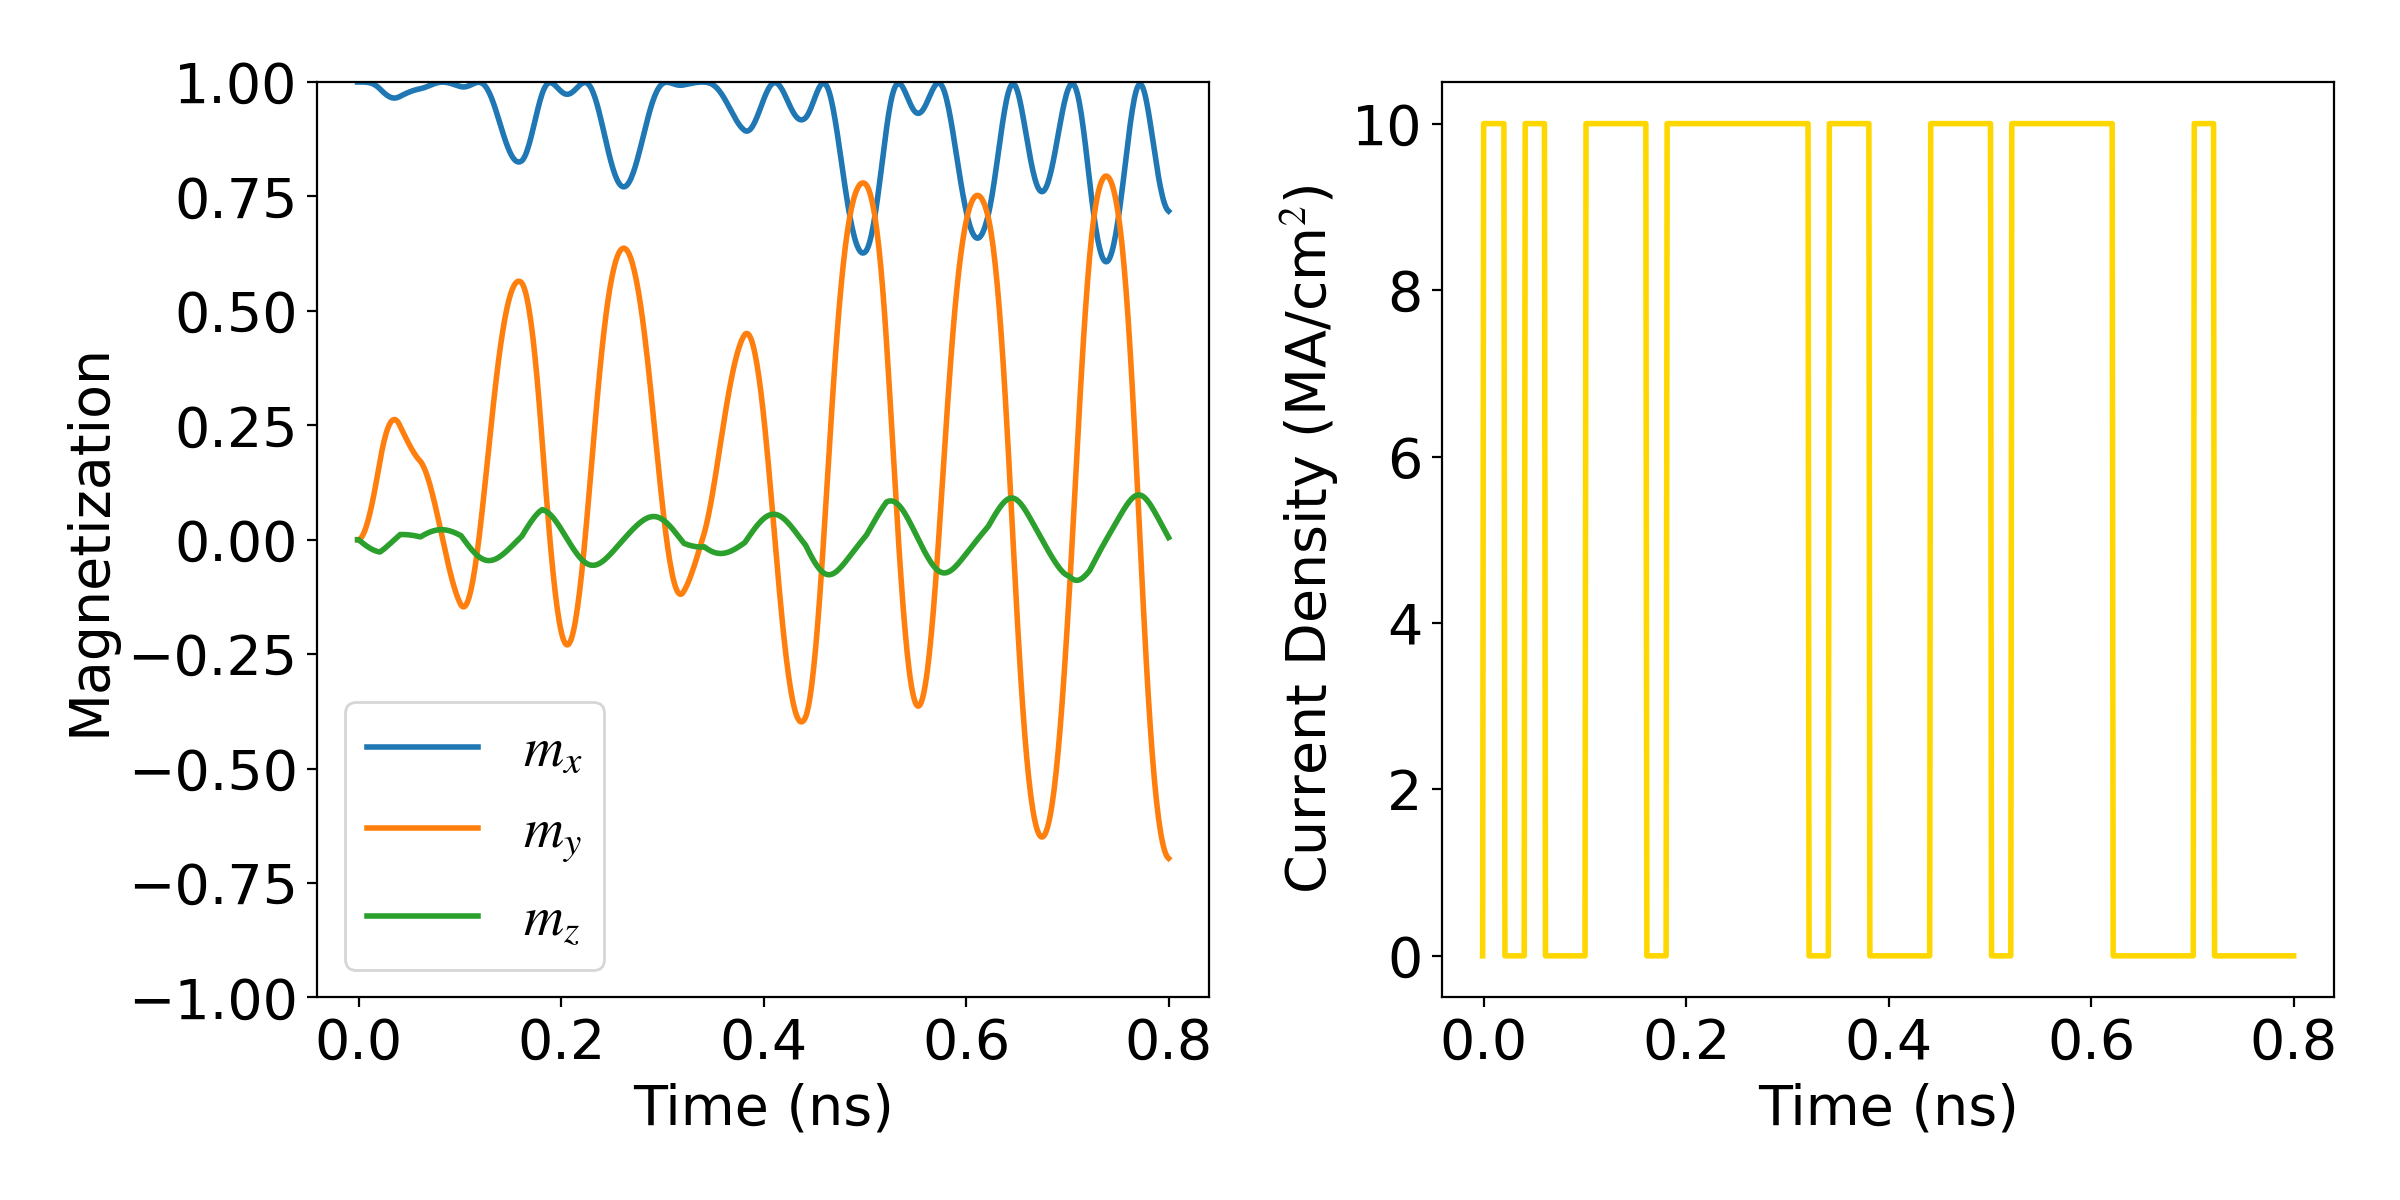 1.00
0.75
0.50
0.25
0.00
−0.25
−0.50
−0.75
−1.00
Magnetization
m_x
m_y
m_z
0.0 0.2 0.4 0.6 0.8
Time (ns)
10
8
6
4
2
0
Current Density (MA/cm²)
0.0 0.2 0.4 0.6 0.8
Time (ns)